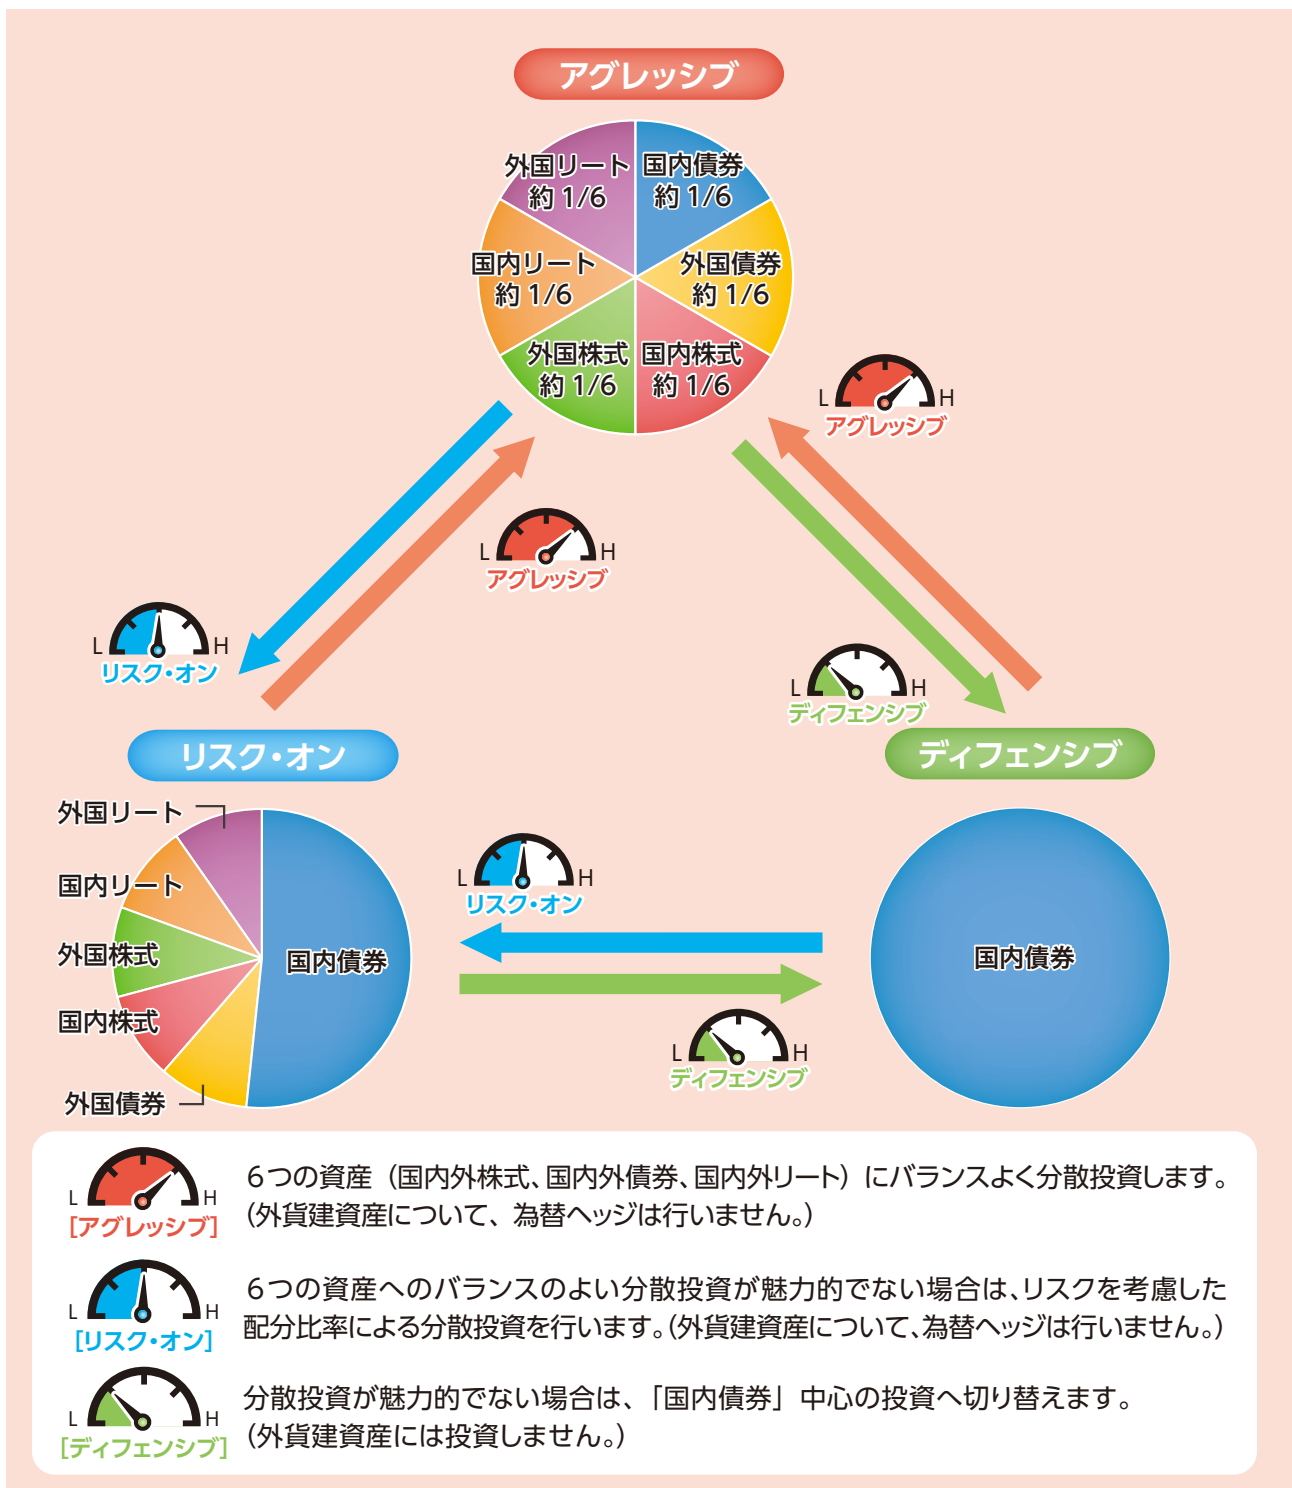 アグレッシブ
外国リート
約 1/6
国内債券
約 1/6
国内リート
約 1/6
外国債券
約 1/6
外国株式
約 1/6
国内株式
約 1/6
L H
アグレッシブ
L H
アグレッシブ
L H
リスク・オン
L H
ディフェンシブ
リスク・オン
ディフェンシブ
外国リート
国内リート
外国株式
国内株式
外国債券
国内債券
L H
リスク・オン
国内債券
L H
ディフェンシブ
L H
[アグレッシブ]
6つの資産（国内外株式、国内外債券、国内外リート）にバランスよく分散投資します。
（外貨建資産について、為替ヘッジは行いません。）
L H
[リスク・オン]
6つの資産へのバランスのよい分散投資が魅力的でない場合は、リスクを考慮した
配分比率による分散投資を行います。（外貨建資産について、為替ヘッジは行いません。）
L H
[ディフェンシブ]
分散投資が魅力的でない場合は、「国内債券」中心の投資へ切り替えます。
（外貨建資産には投資しません。）